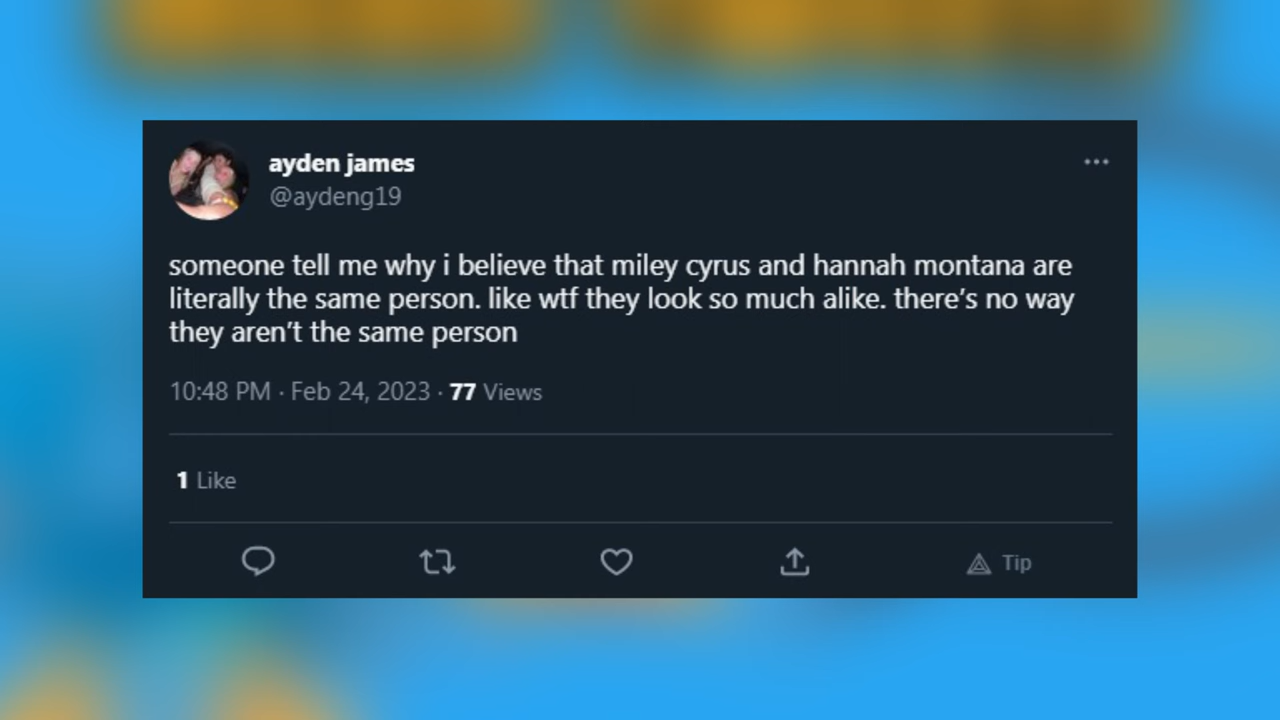 ayden james
@aydeng19
someone tell me why i believe that miley cyrus and hannah montana are
literally the same person. like wtf they look so much alike. there’s no way
they aren’t the same person
10:48 PM · Feb 24, 2023 · 77 Views
1 Like
Tip